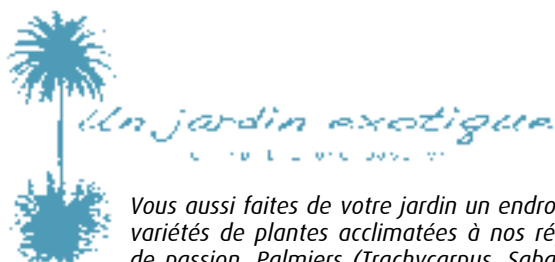 Un jardin exotique
Vous aussi faites de votre jardin un endro
variétés de plantes acclimatées à nos ré
de passion. Palmiers (Trachycarpus, Saba